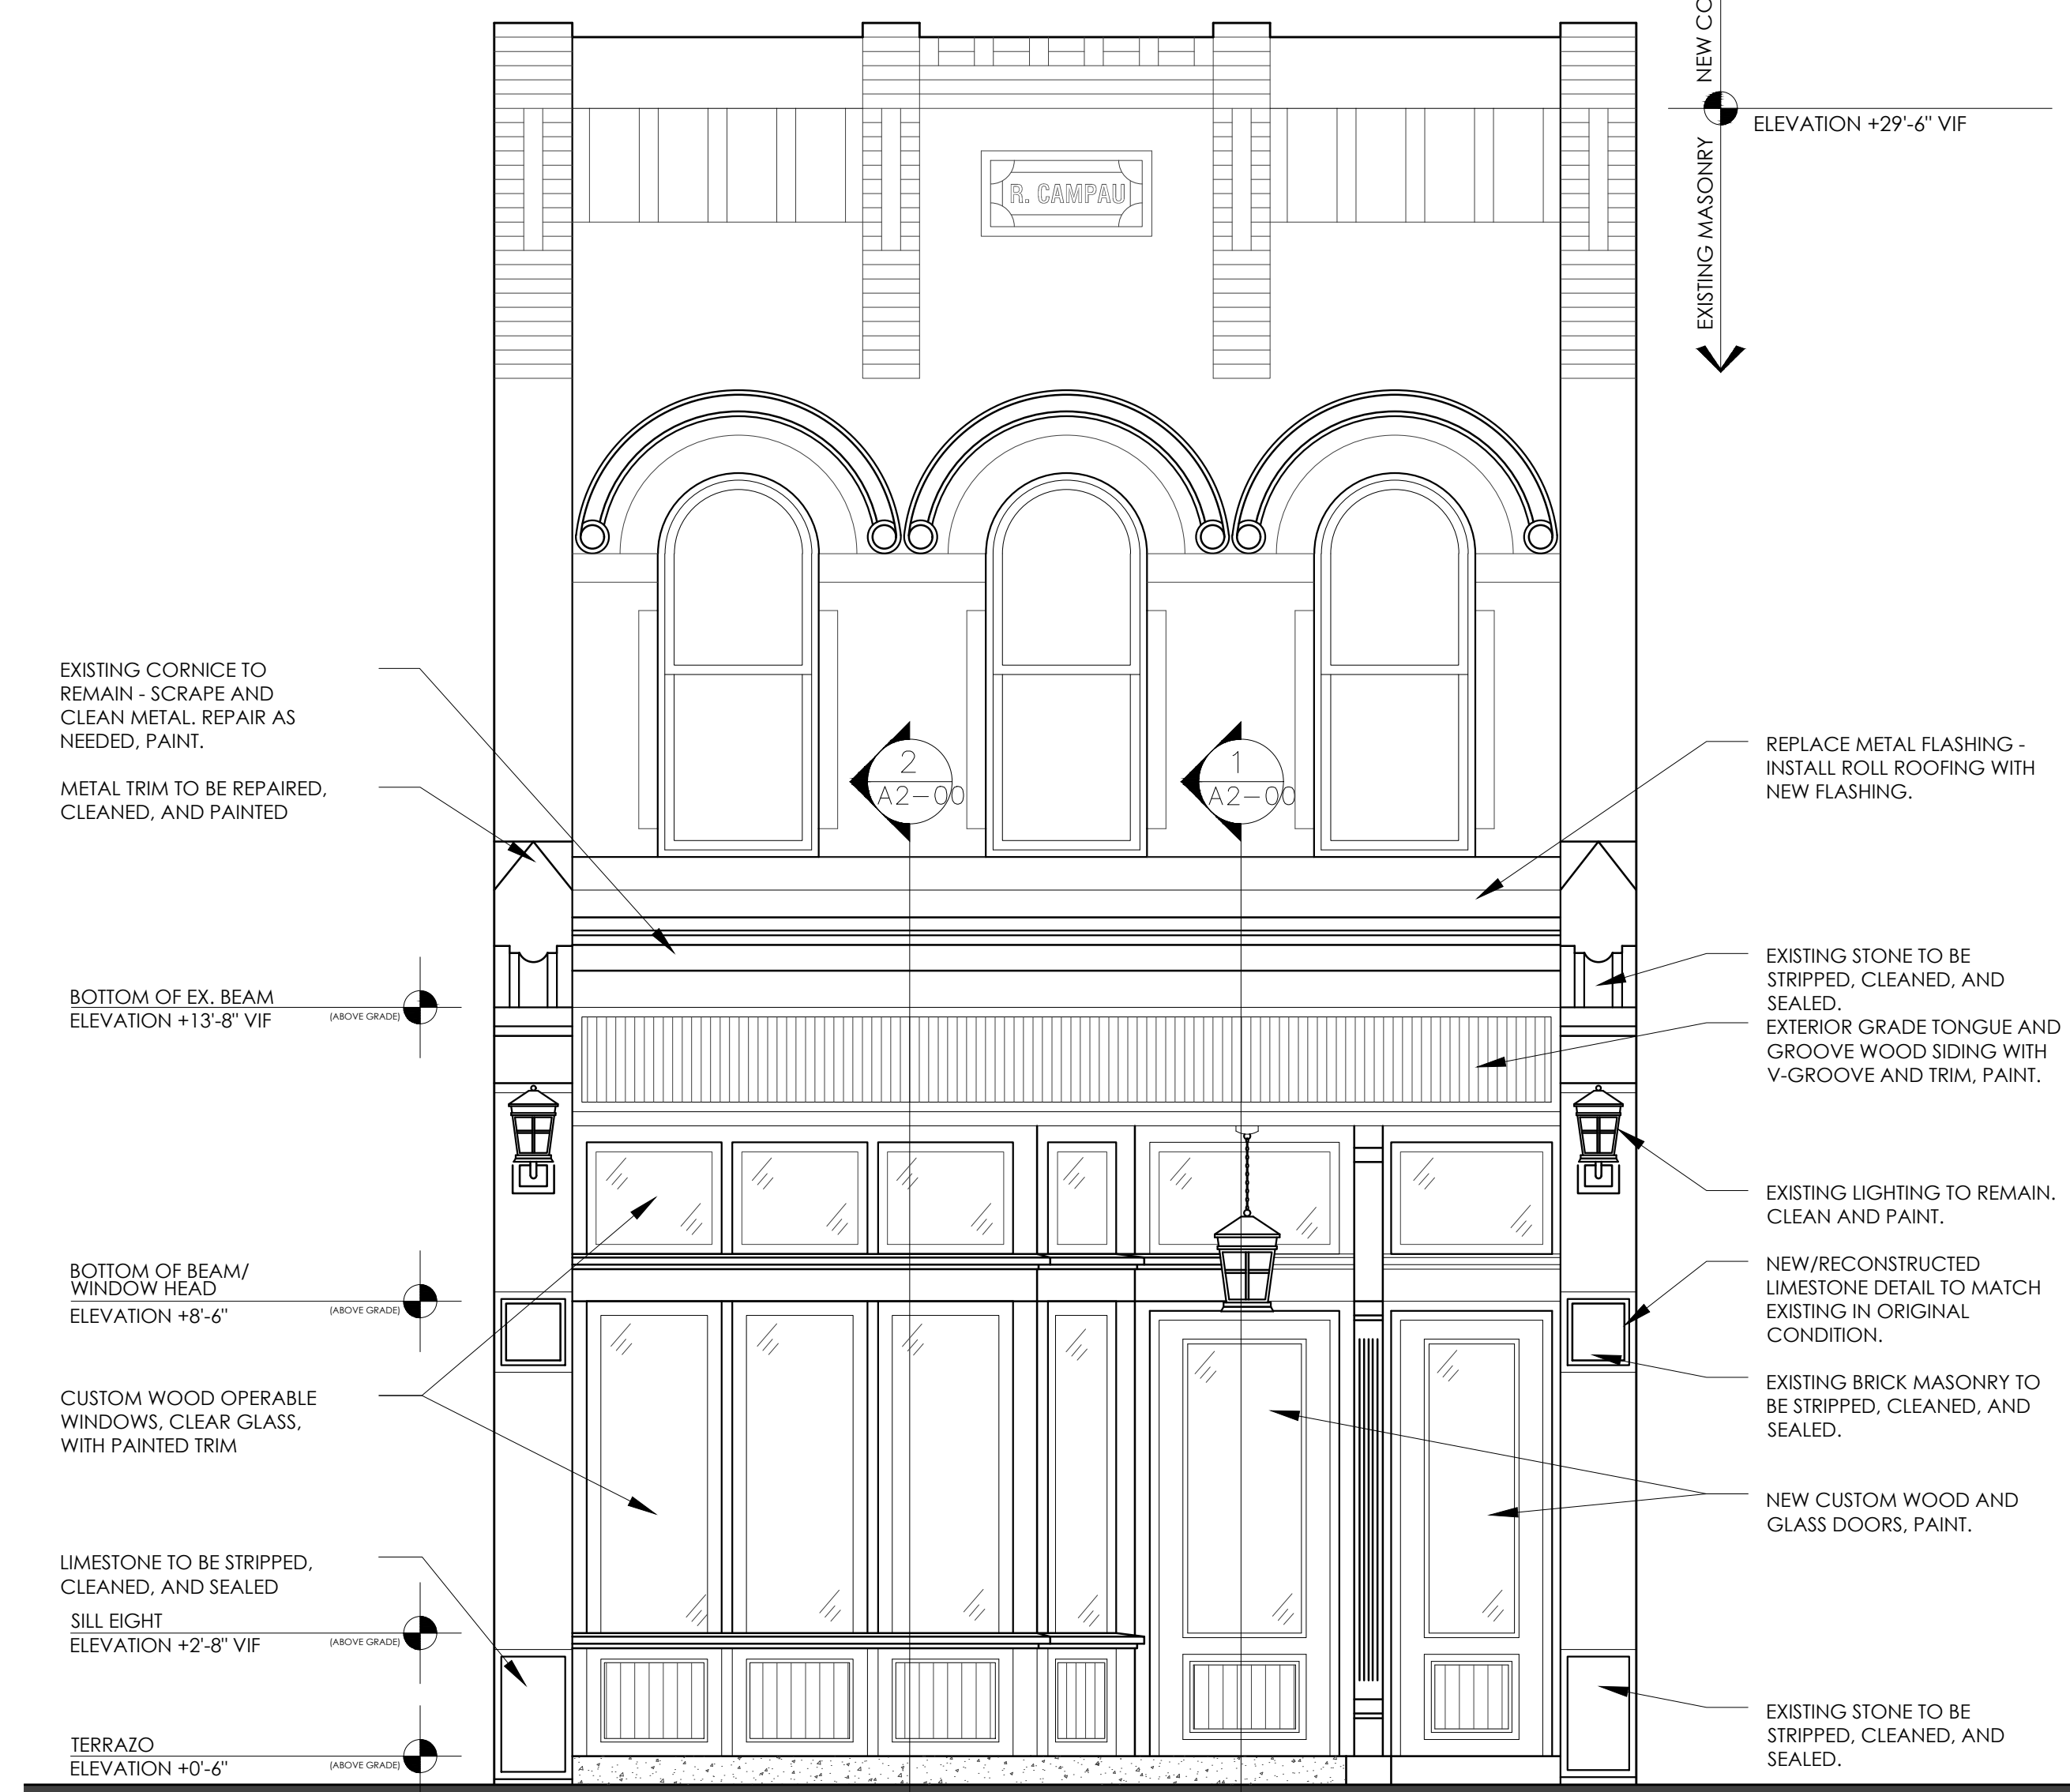 NEW CO
ELEVATION +29'-6" VIF
EXISTING MASONRY
R. CAMPAU
EXISTING CORNICE TO
REMAIN - SCRAPE AND
CLEAN METAL. REPAIR AS
NEEDED, PAINT.
METAL TRIM TO BE REPAIRED,
CLEANED, AND PAINTED
BOTTOM OF EX. BEAM
ELEVATION +13'-8" VIF
(ABOVE GRADE)
BOTTOM OF BEAM/
WINDOW HEAD
ELEVATION +8'-6"
(ABOVE GRADE)
CUSTOM WOOD OPERABLE
WINDOWS, CLEAR GLASS,
WITH PAINTED TRIM
LIMESTONE TO BE STRIPPED,
CLEANED, AND SEALED
SILL EIGHT
ELEVATION +2'-8" VIF
(ABOVE GRADE)
TERRAZO
ELEVATION +0'-6"
(ABOVE GRADE)
2
A2-00
1
A2-00
REPLACE METAL FLASHING -
INSTALL ROLL ROOFING WITH
NEW FLASHING.
EXISTING STONE TO BE
STRIPPED, CLEANED, AND
SEALED.
EXTERIOR GRADE TONGUE AND
GROOVE WOOD SIDING WITH
V-GROOVE AND TRIM, PAINT.
EXISTING LIGHTING TO REMAIN.
CLEAN AND PAINT.
NEW/RECONSTRUCTED
LIMESTONE DETAIL TO MATCH
EXISTING IN ORIGINAL
CONDITION.
EXISTING BRICK MASONRY TO
BE STRIPPED, CLEANED, AND
SEALED.
NEW CUSTOM WOOD AND
GLASS DOORS, PAINT.
EXISTING STONE TO BE
STRIPPED, CLEANED, AND
SEALED.